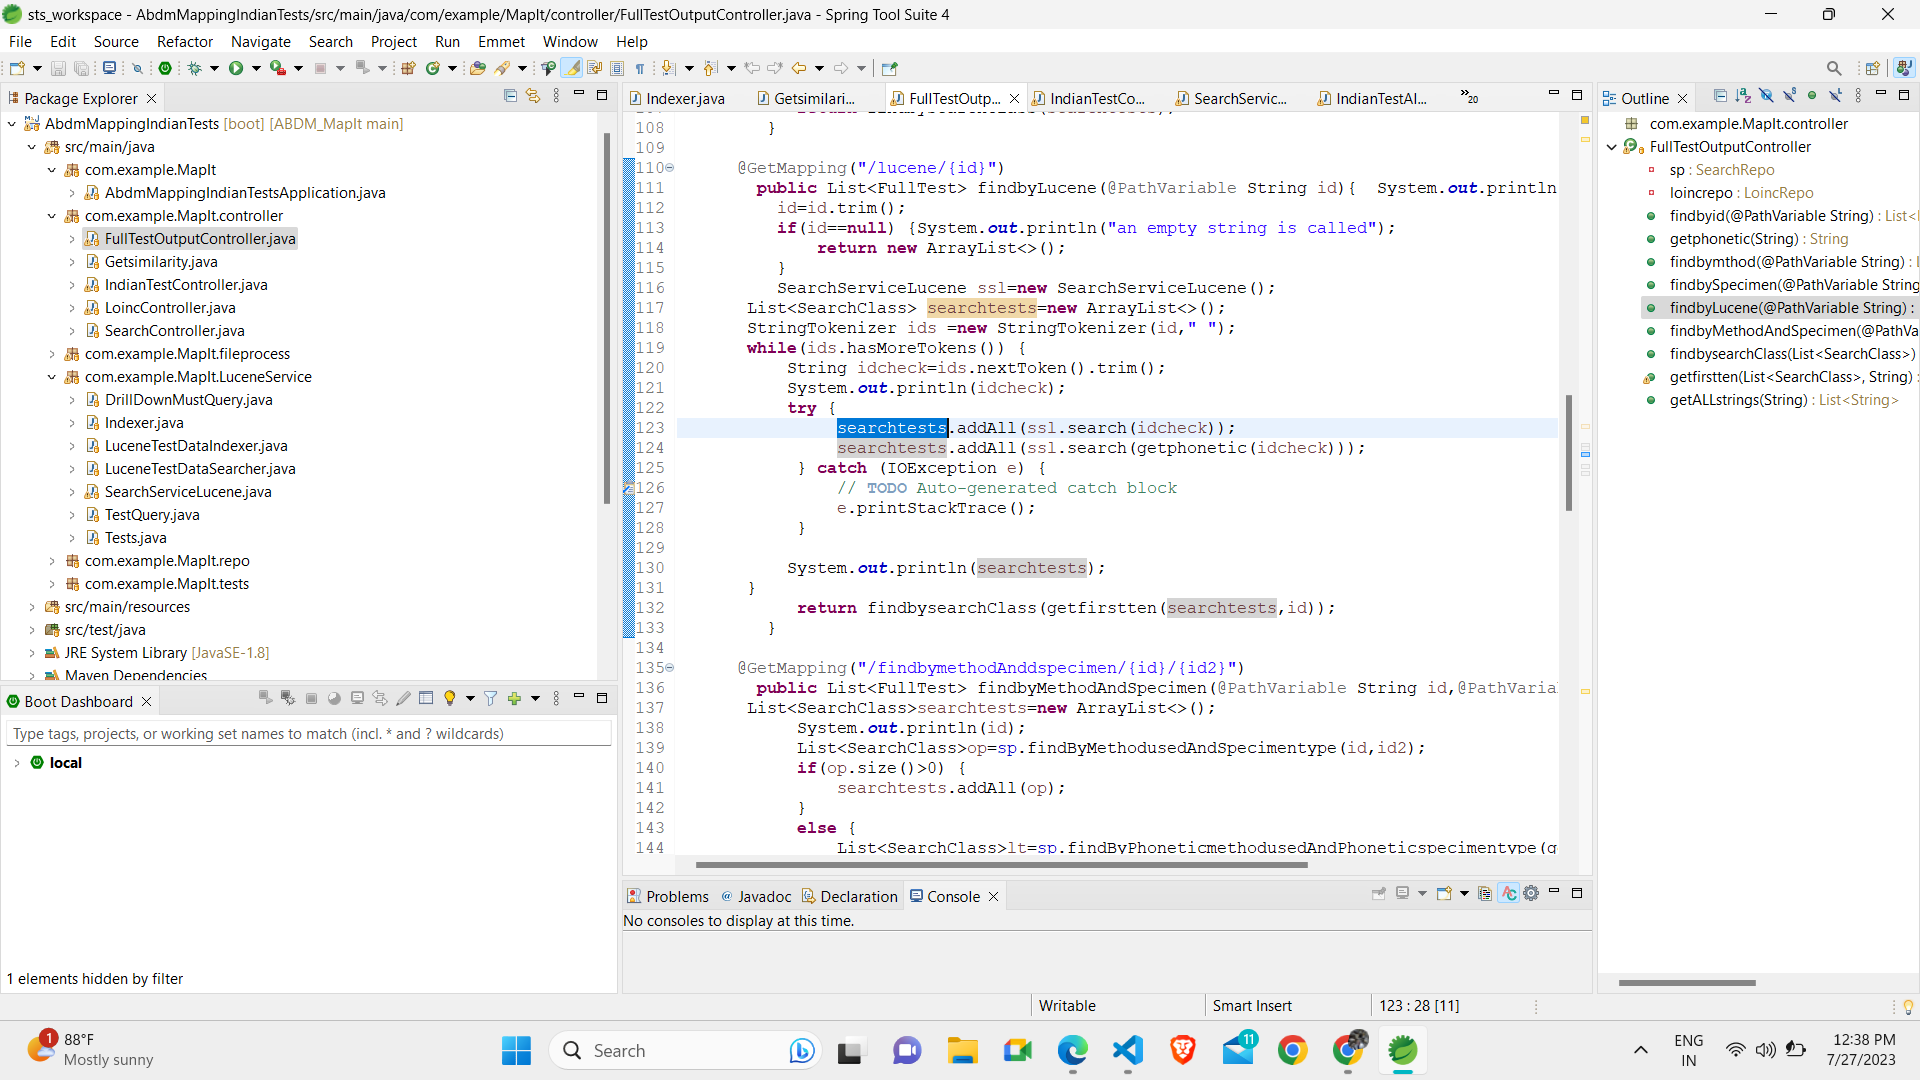 sts_workspace - AbdmMappingIndianTests/src/main/java/com/example/MapIt/controller/FullTestOutputController.java - Spring Tool Suite 4
File Edit Source Refactor Navigate Search Project Run Emmet Window Help
Package Explorer
AbdmMappingIndianTests [boot] [ABDM_MapIt main]
src/main/java
com.example.MapIt
AbdmMappingIndianTestsApplication.java
com.example.MapIt.controller
FullTestOutputController.java
Getsimilarity.java
IndianTestController.java
LoincController.java
SearchController.java
com.example.MapIt.fileprocess
com.example.MapIt.LuceneService
DrillDownMustQuery.java
Indexer.java
LuceneTestDataIndexer.java
LuceneTestDataSearcher.java
SearchServiceLucene.java
TestQuery.java
Tests.java
com.example.MapIt.repo
com.example.MapIt.tests
src/main/resources
src/test/java
JRE System Library [JavaSE-1.8]
Maven Dependencies
Boot Dashboard
Type tags, projects, or working set names to match (incl. * and ? wildcards)
local
1 elements hidden by filter
Indexer.java Getsimilari... FullTestOutp... IndianTestCo... SearchServic... IndianTestAI... »20
108 }
109
110 @GetMapping("/lucene/{id}")
111 public List<FullTest> findbyLucene(@PathVariable String id){ System.out.println
112 id=id.trim();
113 if(id==null) {System.out.println("an empty string is called");
114 return new ArrayList<>();
115 }
116 SearchServiceLucene ssl=new SearchServiceLucene();
117 List<SearchClass> searchtests=new ArrayList<>();
118 StringTokenizer ids =new StringTokenizer(id," ");
119 while(ids.hasMoreTokens()) {
120 String idcheck=ids.nextToken().trim();
121 System.out.println(idcheck);
122 try {
123 searchtests.addAll(ssl.search(idcheck));
124 searchtests.addAll(ssl.search(getphonetic(idcheck)));
125 } catch (IOException e) {
126 // TODO Auto-generated catch block
127 e.printStackTrace();
128 }
129
130 System.out.println(searchtests);
131 }
132 return findbysearchClass(getfirstten(searchtests,id));
133 }
134
135 @GetMapping("/findbymethodAnddspecimen/{id}/{id2}")
136 public List<FullTest> findbyMethodAndSpecimen(@PathVariable String id,@PathVaria
137 List<SearchClass>searchtests=new ArrayList<>();
138 System.out.println(id);
139 List<SearchClass>op=sp.findByMethodusedAndSpecimentype(id,id2);
140 if(op.size()>0) {
141 searchtests.addAll(op);
142 }
143 else {
144 List<SearchClass>lt=sp.findByPhoneticmethodusedAndPhoneticspecimentype(g
Problems Javadoc Declaration Console
No consoles to display at this time.
Outline
com.example.MapIt.controller
FullTestOutputController
sp : SearchRepo
loincrepo : LoincRepo
findbyid(@PathVariable String) : List<
getphonetic(String) : String
findbymthod(@PathVariable String) :
findbySpecimen(@PathVariable String
findbyLucene(@PathVariable String) :
findbyMethodAndSpecimen(@PathVa
findbysearchClass(List<SearchClass>)
getfirstten(List<SearchClass>, String) :
getALLstrings(String) : List<String>
Writable Smart Insert 123 : 28 [11]
1 88°F
Mostly sunny
Search
11
ENG
IN
12:38 PM
7/27/2023